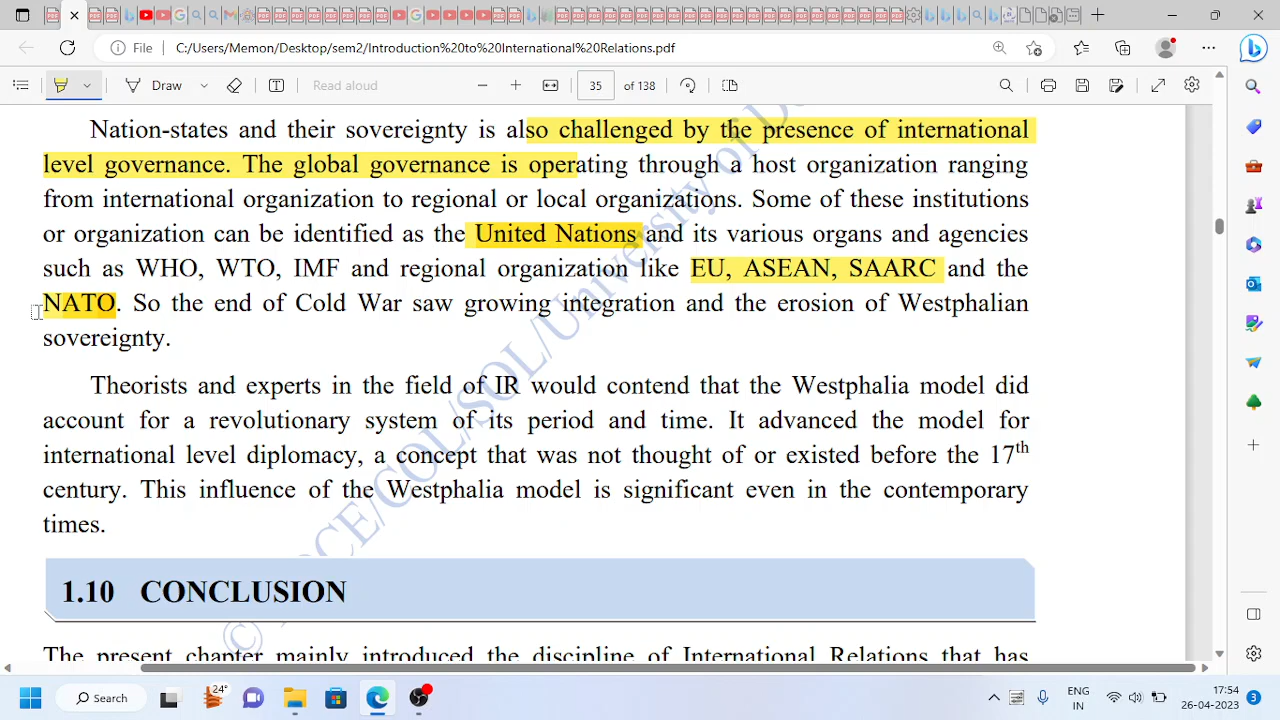 File
C:/Users/Memon/Desktop/sem2/Introduction%20to%20International%20Relations.pdf
Draw
Read aloud
35 of 138
Nation-states and their sovereignty is also challenged by the presence of international
level governance. The global governance is operating through a host organization ranging
from international organization to regional or local organizations. Some of these institutions
or organization can be identified as the United Nations and its various organs and agencies
such as WHO, WTO, IMF and regional organization like EU, ASEAN, SAARC and the
NATO. So the end of Cold War saw growing integration and the erosion of Westphalian
sovereignty.
Theorists and experts in the field of IR would contend that the Westphalia model did
account for a revolutionary system of its period and time. It advanced the model for
international level diplomacy, a concept that was not thought of or existed before the 17th
century. This influence of the Westphalia model is significant even in the contemporary
times.
1.10 CONCLUSION
The present chapter mainly introduced the discipline of International Relations that has
Search
24°
ENG
IN
17:54
26-04-2023
3